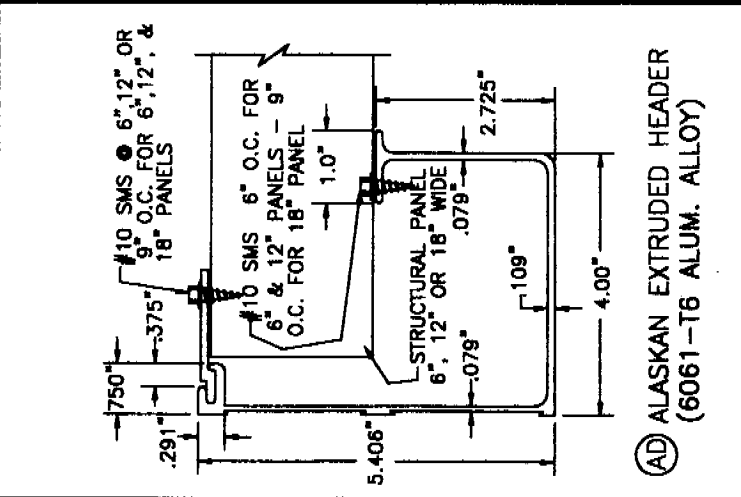 #10 SMS @ 6",12" OR
9" O.C. FOR 6",12", &
18" PANELS
.750"
.375"
.291"
#10 SMS 6" O.C. FOR
6" & 12" PANELS - 9"
O.C. FOR 18" PANEL
1.0"
2.725"
STRUCTURAL PANEL
6", 12" OR 18" WIDE
.079"
.079"
.109"
5.406"
4.00"
AD ALASKAN EXTRUDED HEADER
(6061-T6 ALUM. ALLOY)